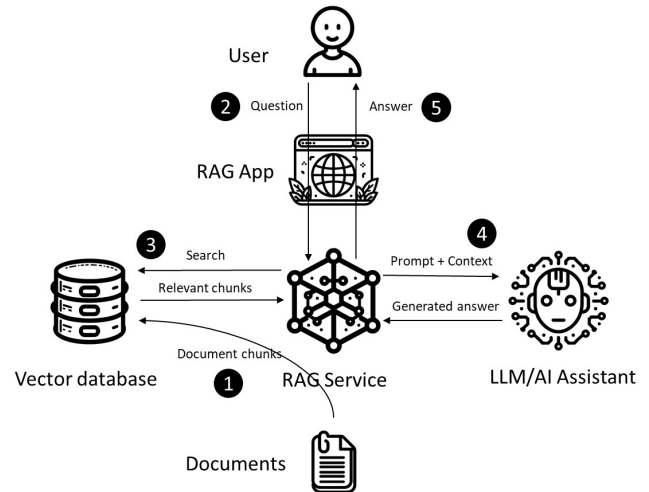 User
2 Question
Answer 5
RAG App
3
4
Search
Prompt + Context
Relevant chunks
Generated answer
Document chunks
Vector database
1
RAG Service
LLM/AI Assistant
Documents